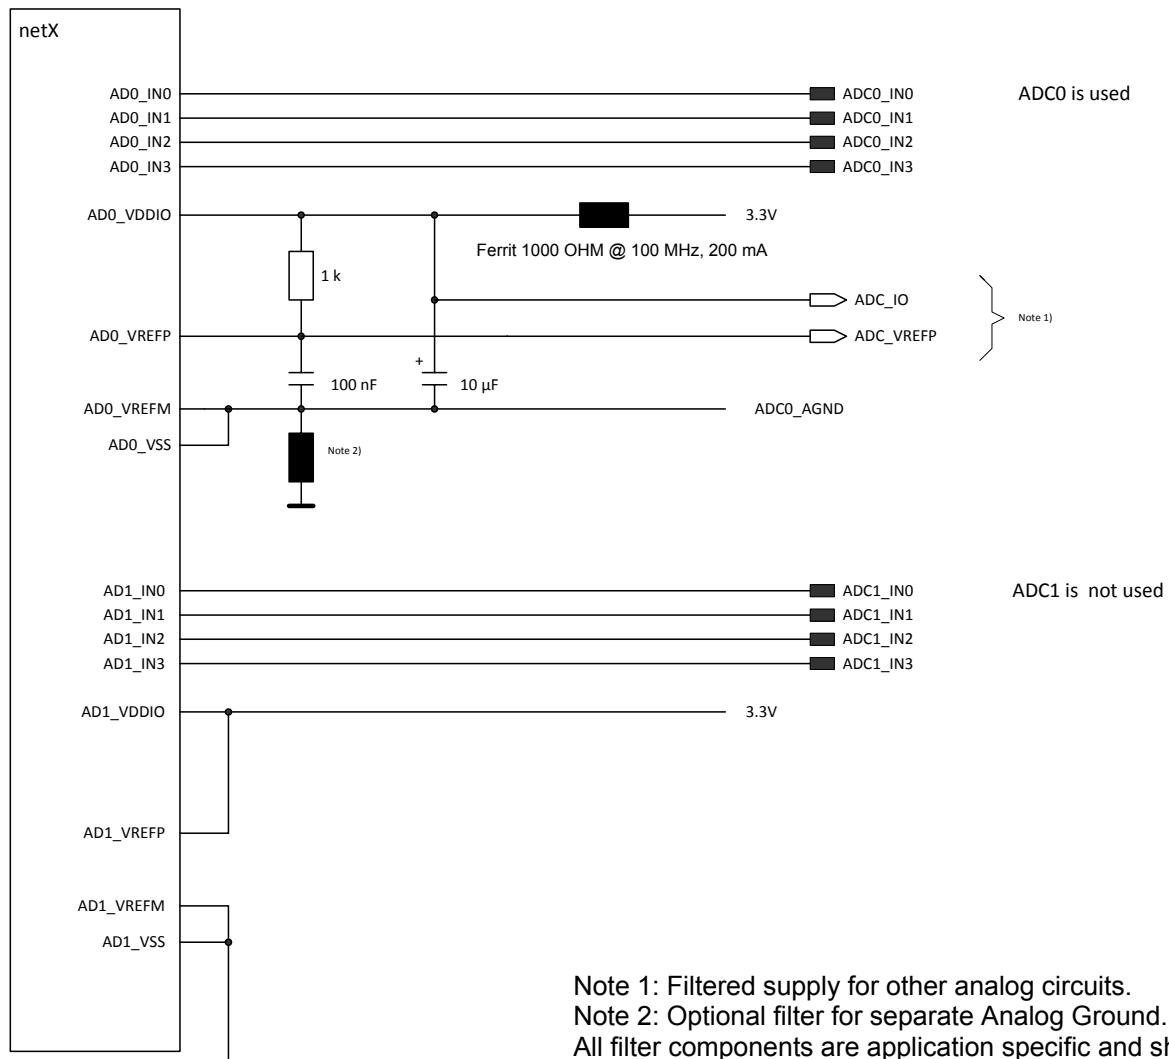 netX
AD0_IN0 ADC0_IN0 ADC0 is used
AD0_IN1 ADC0_IN1
AD0_IN2 ADC0_IN2
AD0_IN3 ADC0_IN3
AD0_VDDIO 3.3V
Ferrit 1000 OHM @ 100 MHz, 200 mA
1 k
ADC_IO
Note 1)
AD0_VREFP ADC_VREFP
+
100 nF 10 µF
AD0_VREFM ADC0_AGND
AD0_VSS Note 2)
AD1_IN0 ADC1_IN0 ADC1 is not used
AD1_IN1 ADC1_IN1
AD1_IN2 ADC1_IN2
AD1_IN3 ADC1_IN3
AD1_VDDIO 3.3V
AD1_VREFP
AD1_VREFM
AD1_VSS
Note 1: Filtered supply for other analog circuits.
Note 2: Optional filter for separate Analog Ground.
All filter components are application specific and